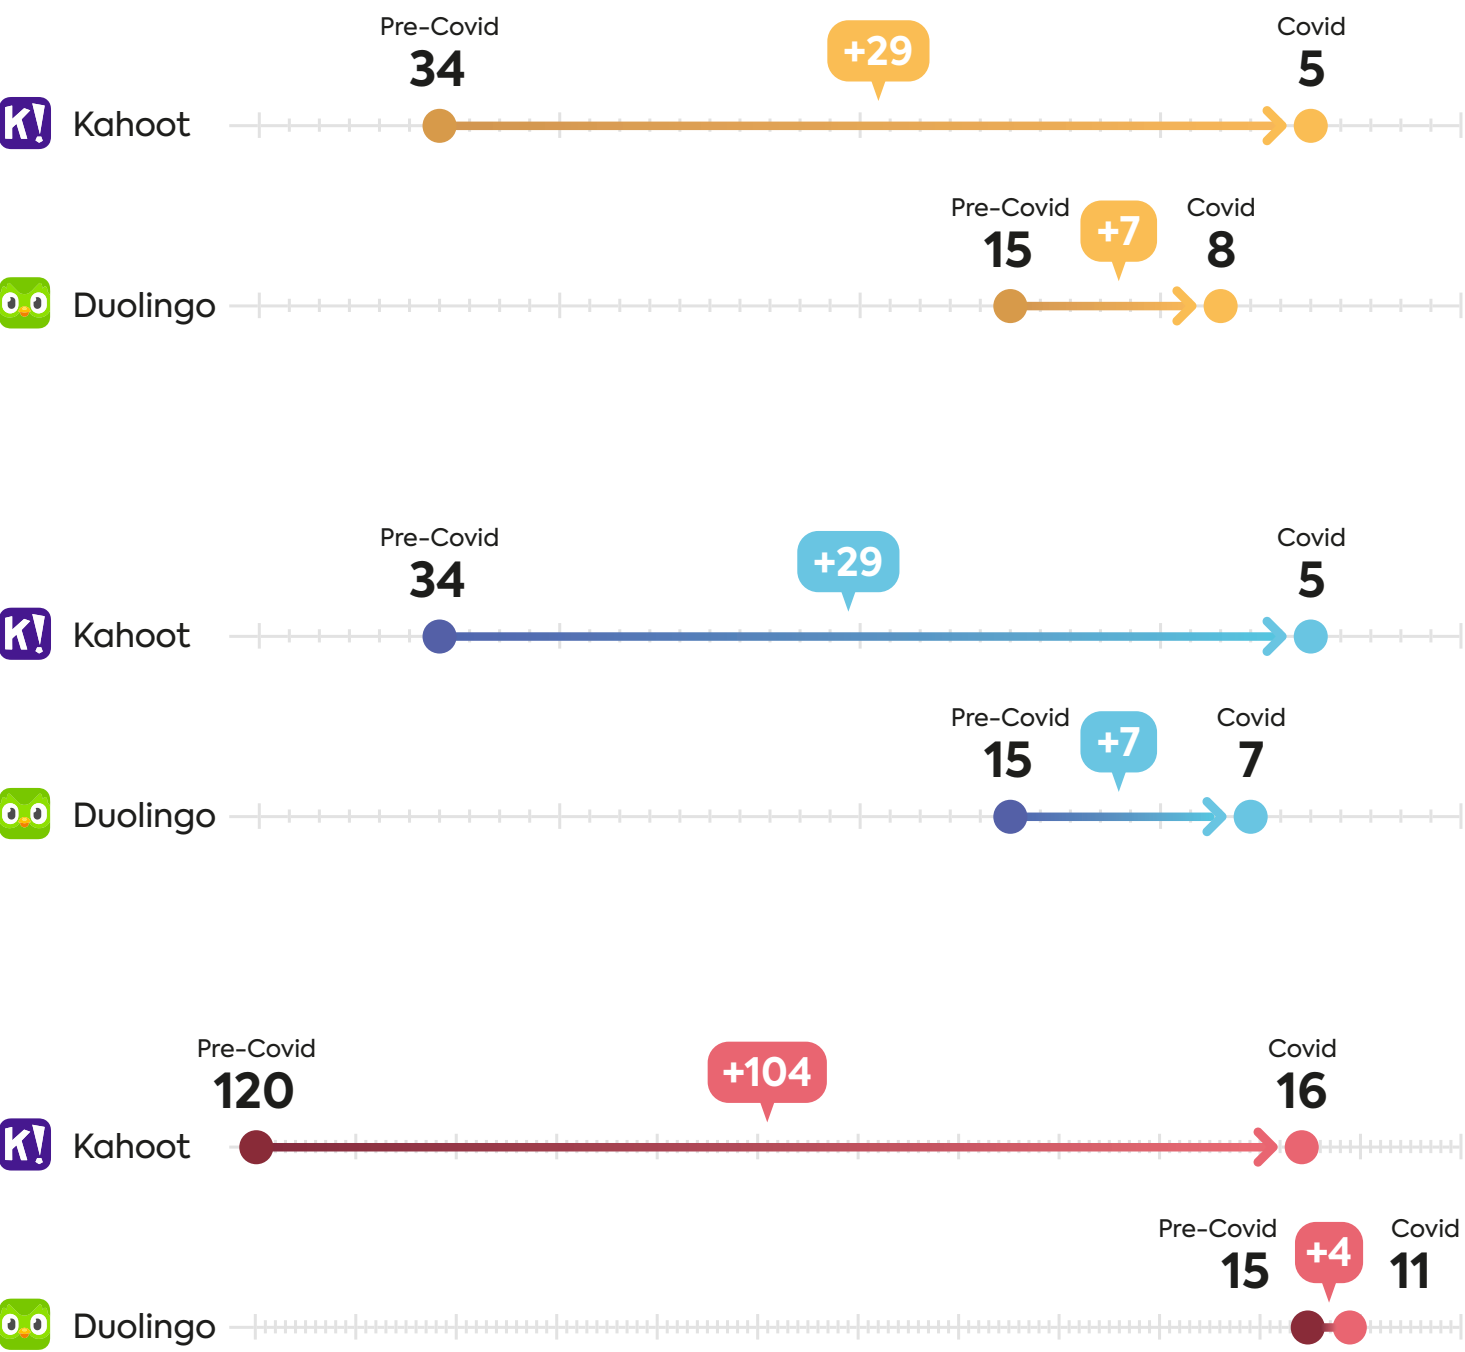 Pre-Covid
34
+29
Covid
5
K!
Kahoot
Pre-Covid
15
+7
Covid
8
Duolingo
Pre-Covid
34
+29
Covid
5
K!
Kahoot
Pre-Covid
15
+7
Covid
7
Duolingo
Pre-Covid
120
+104
Covid
16
K!
Kahoot
Pre-Covid
15
+4
Covid
11
Duolingo